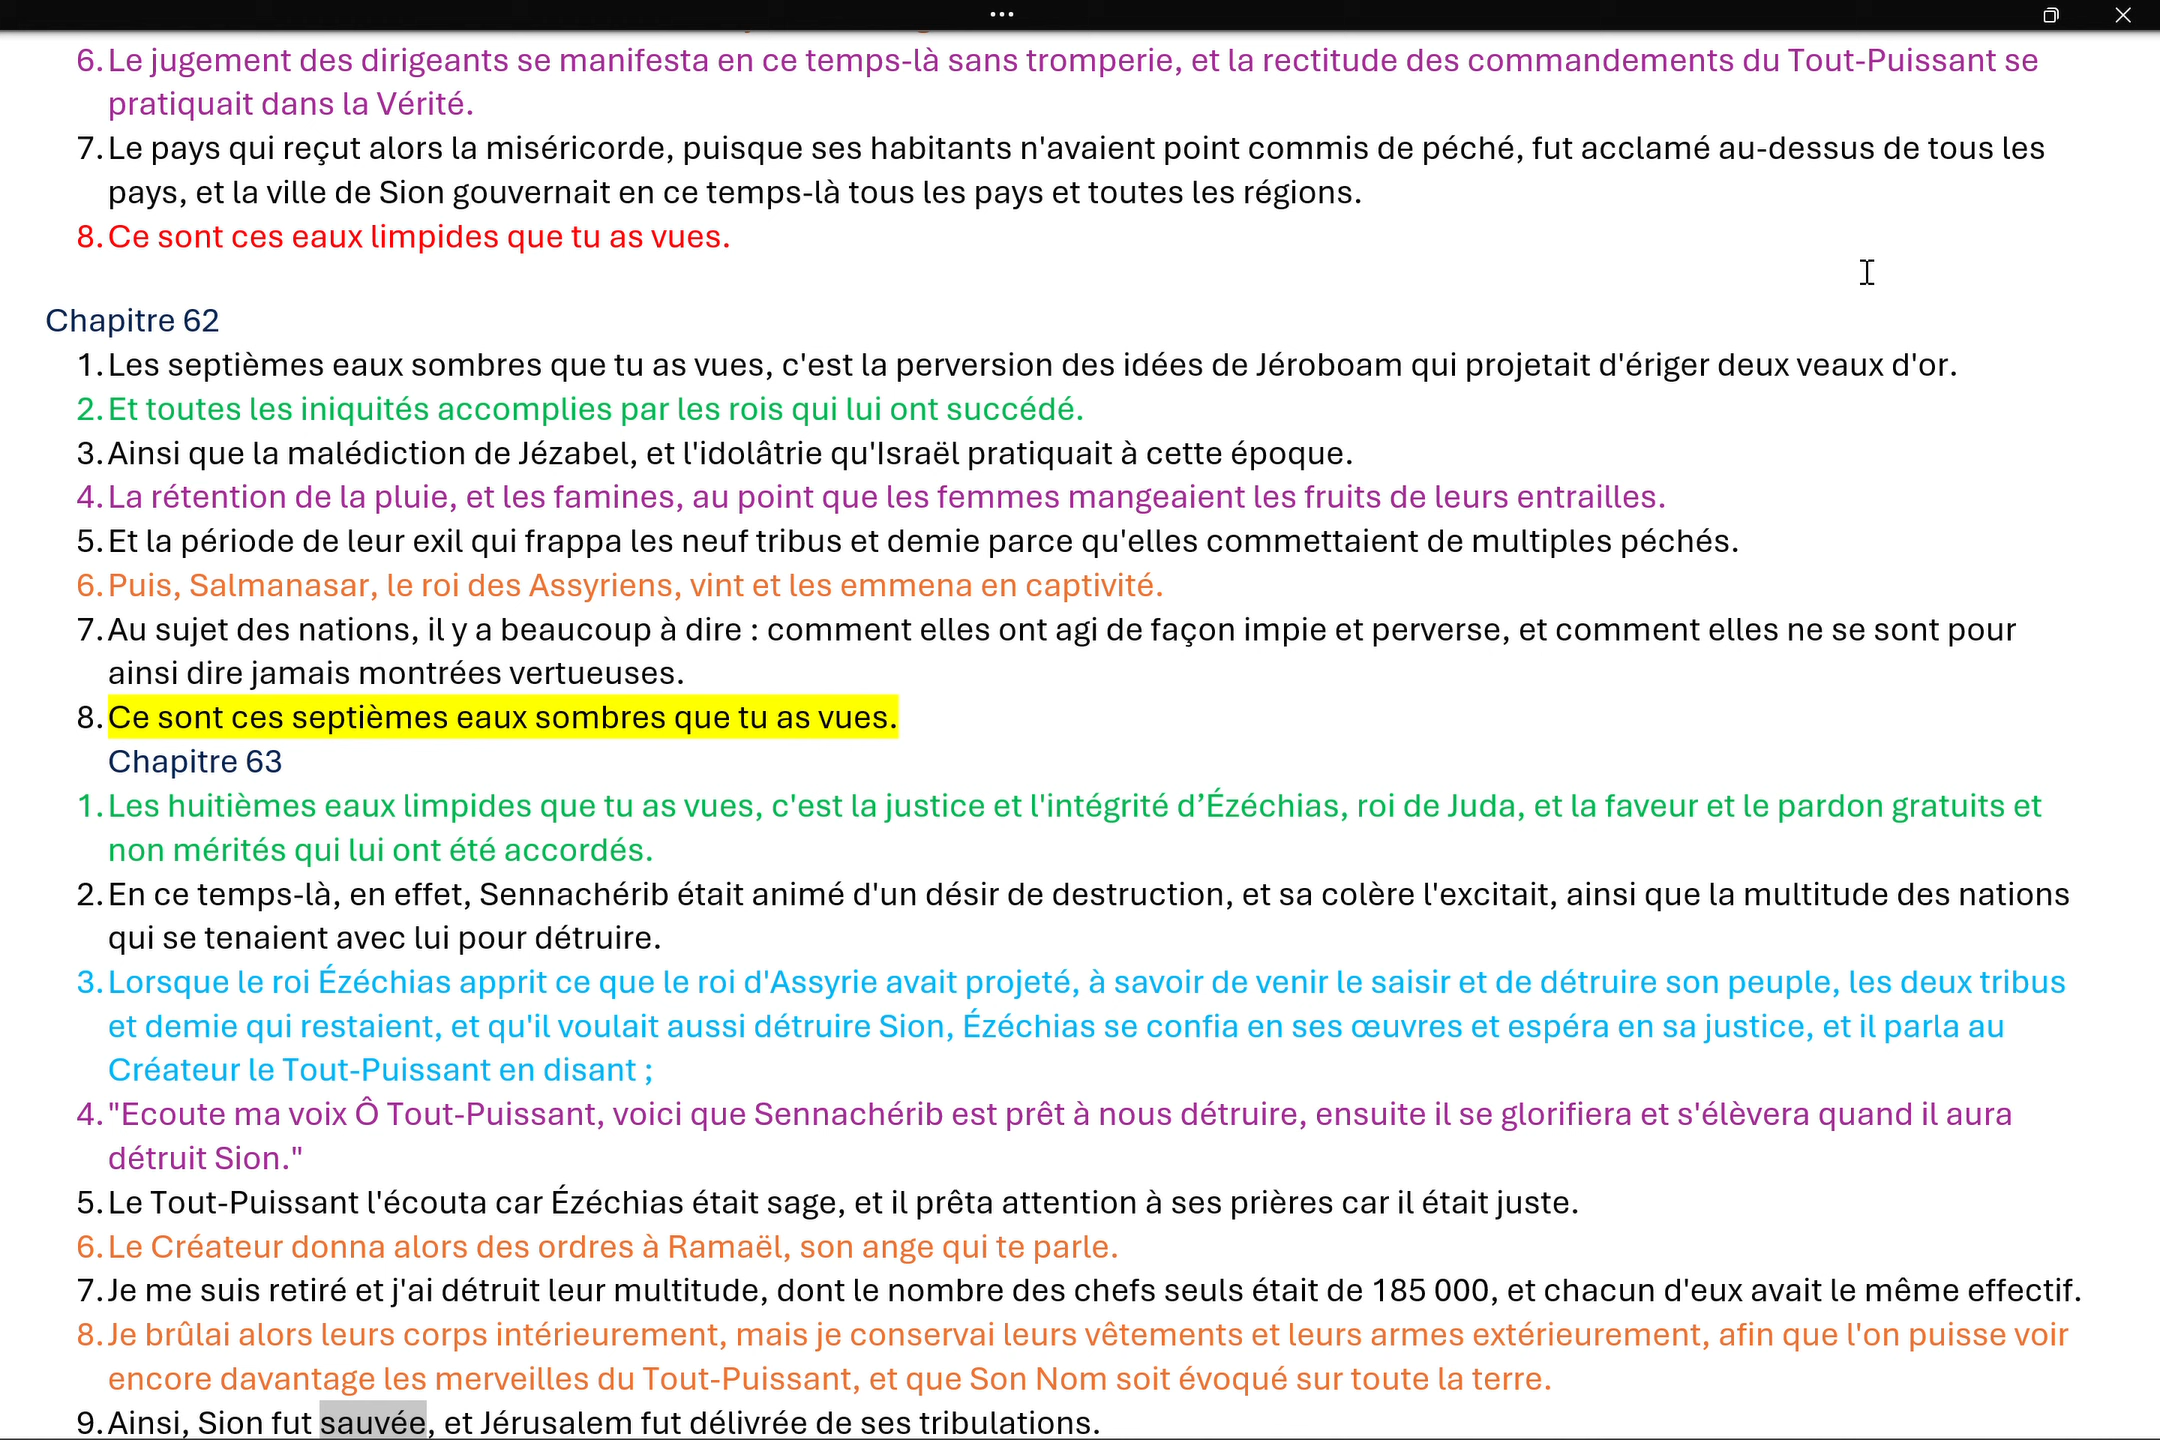 6. Le jugement des dirigeants se manifesta en ce temps-là sans tromperie, et la rectitude des commandements du Tout-Puissant se
pratiquait dans la Vérité.
7. Le pays qui reçut alors la miséricorde, puisque ses habitants n'avaient point commis de péché, fut acclamé au-dessus de tous les
pays, et la ville de Sion gouvernait en ce temps-là tous les pays et toutes les régions.
8. Ce sont ces eaux limpides que tu as vues.
Chapitre 62
1. Les septièmes eaux sombres que tu as vues, c'est la perversion des idées de Jéroboam qui projetait d'ériger deux veaux d'or.
2. Et toutes les iniquités accomplies par les rois qui lui ont succédé.
3. Ainsi que la malédiction de Jézabel, et l'idolâtrie qu'Israël pratiquait à cette époque.
4. La rétention de la pluie, et les famines, au point que les femmes mangeaient les fruits de leurs entrailles.
5. Et la période de leur exil qui frappa les neuf tribus et demie parce qu'elles commettaient de multiples péchés.
6. Puis, Salmanasar, le roi des Assyriens, vint et les emmena en captivité.
7. Au sujet des nations, il y a beaucoup à dire : comment elles ont agi de façon impie et perverse, et comment elles ne se sont pour
ainsi dire jamais montrées vertueuses.
8. Ce sont ces septièmes eaux sombres que tu as vues.
Chapitre 63
1. Les huitièmes eaux limpides que tu as vues, c'est la justice et l'intégrité d’Ézéchias, roi de Juda, et la faveur et le pardon gratuits et
non mérités qui lui ont été accordés.
2. En ce temps-là, en effet, Sennachérib était animé d'un désir de destruction, et sa colère l'excitait, ainsi que la multitude des nations
qui se tenaient avec lui pour détruire.
3. Lorsque le roi Ézéchias apprit ce que le roi d'Assyrie avait projeté, à savoir de venir le saisir et de détruire son peuple, les deux tribus
et demie qui restaient, et qu'il voulait aussi détruire Sion, Ézéchias se confia en ses œuvres et espéra en sa justice, et il parla au
Créateur le Tout-Puissant en disant ;
4. "Ecoute ma voix Ô Tout-Puissant, voici que Sennachérib est prêt à nous détruire, ensuite il se glorifiera et s'élèvera quand il aura
détruit Sion."
5. Le Tout-Puissant l'écouta car Ézéchias était sage, et il prêta attention à ses prières car il était juste.
6. Le Créateur donna alors des ordres à Ramaël, son ange qui te parle.
7. Je me suis retiré et j'ai détruit leur multitude, dont le nombre des chefs seuls était de 185 000, et chacun d'eux avait le même effectif.
8. Je brûlai alors leurs corps intérieurement, mais je conservai leurs vêtements et leurs armes extérieurement, afin que l'on puisse voir
encore davantage les merveilles du Tout-Puissant, et que Son Nom soit évoqué sur toute la terre.
9. Ainsi, Sion fut sauvée, et Jérusalem fut délivrée de ses tribulations.